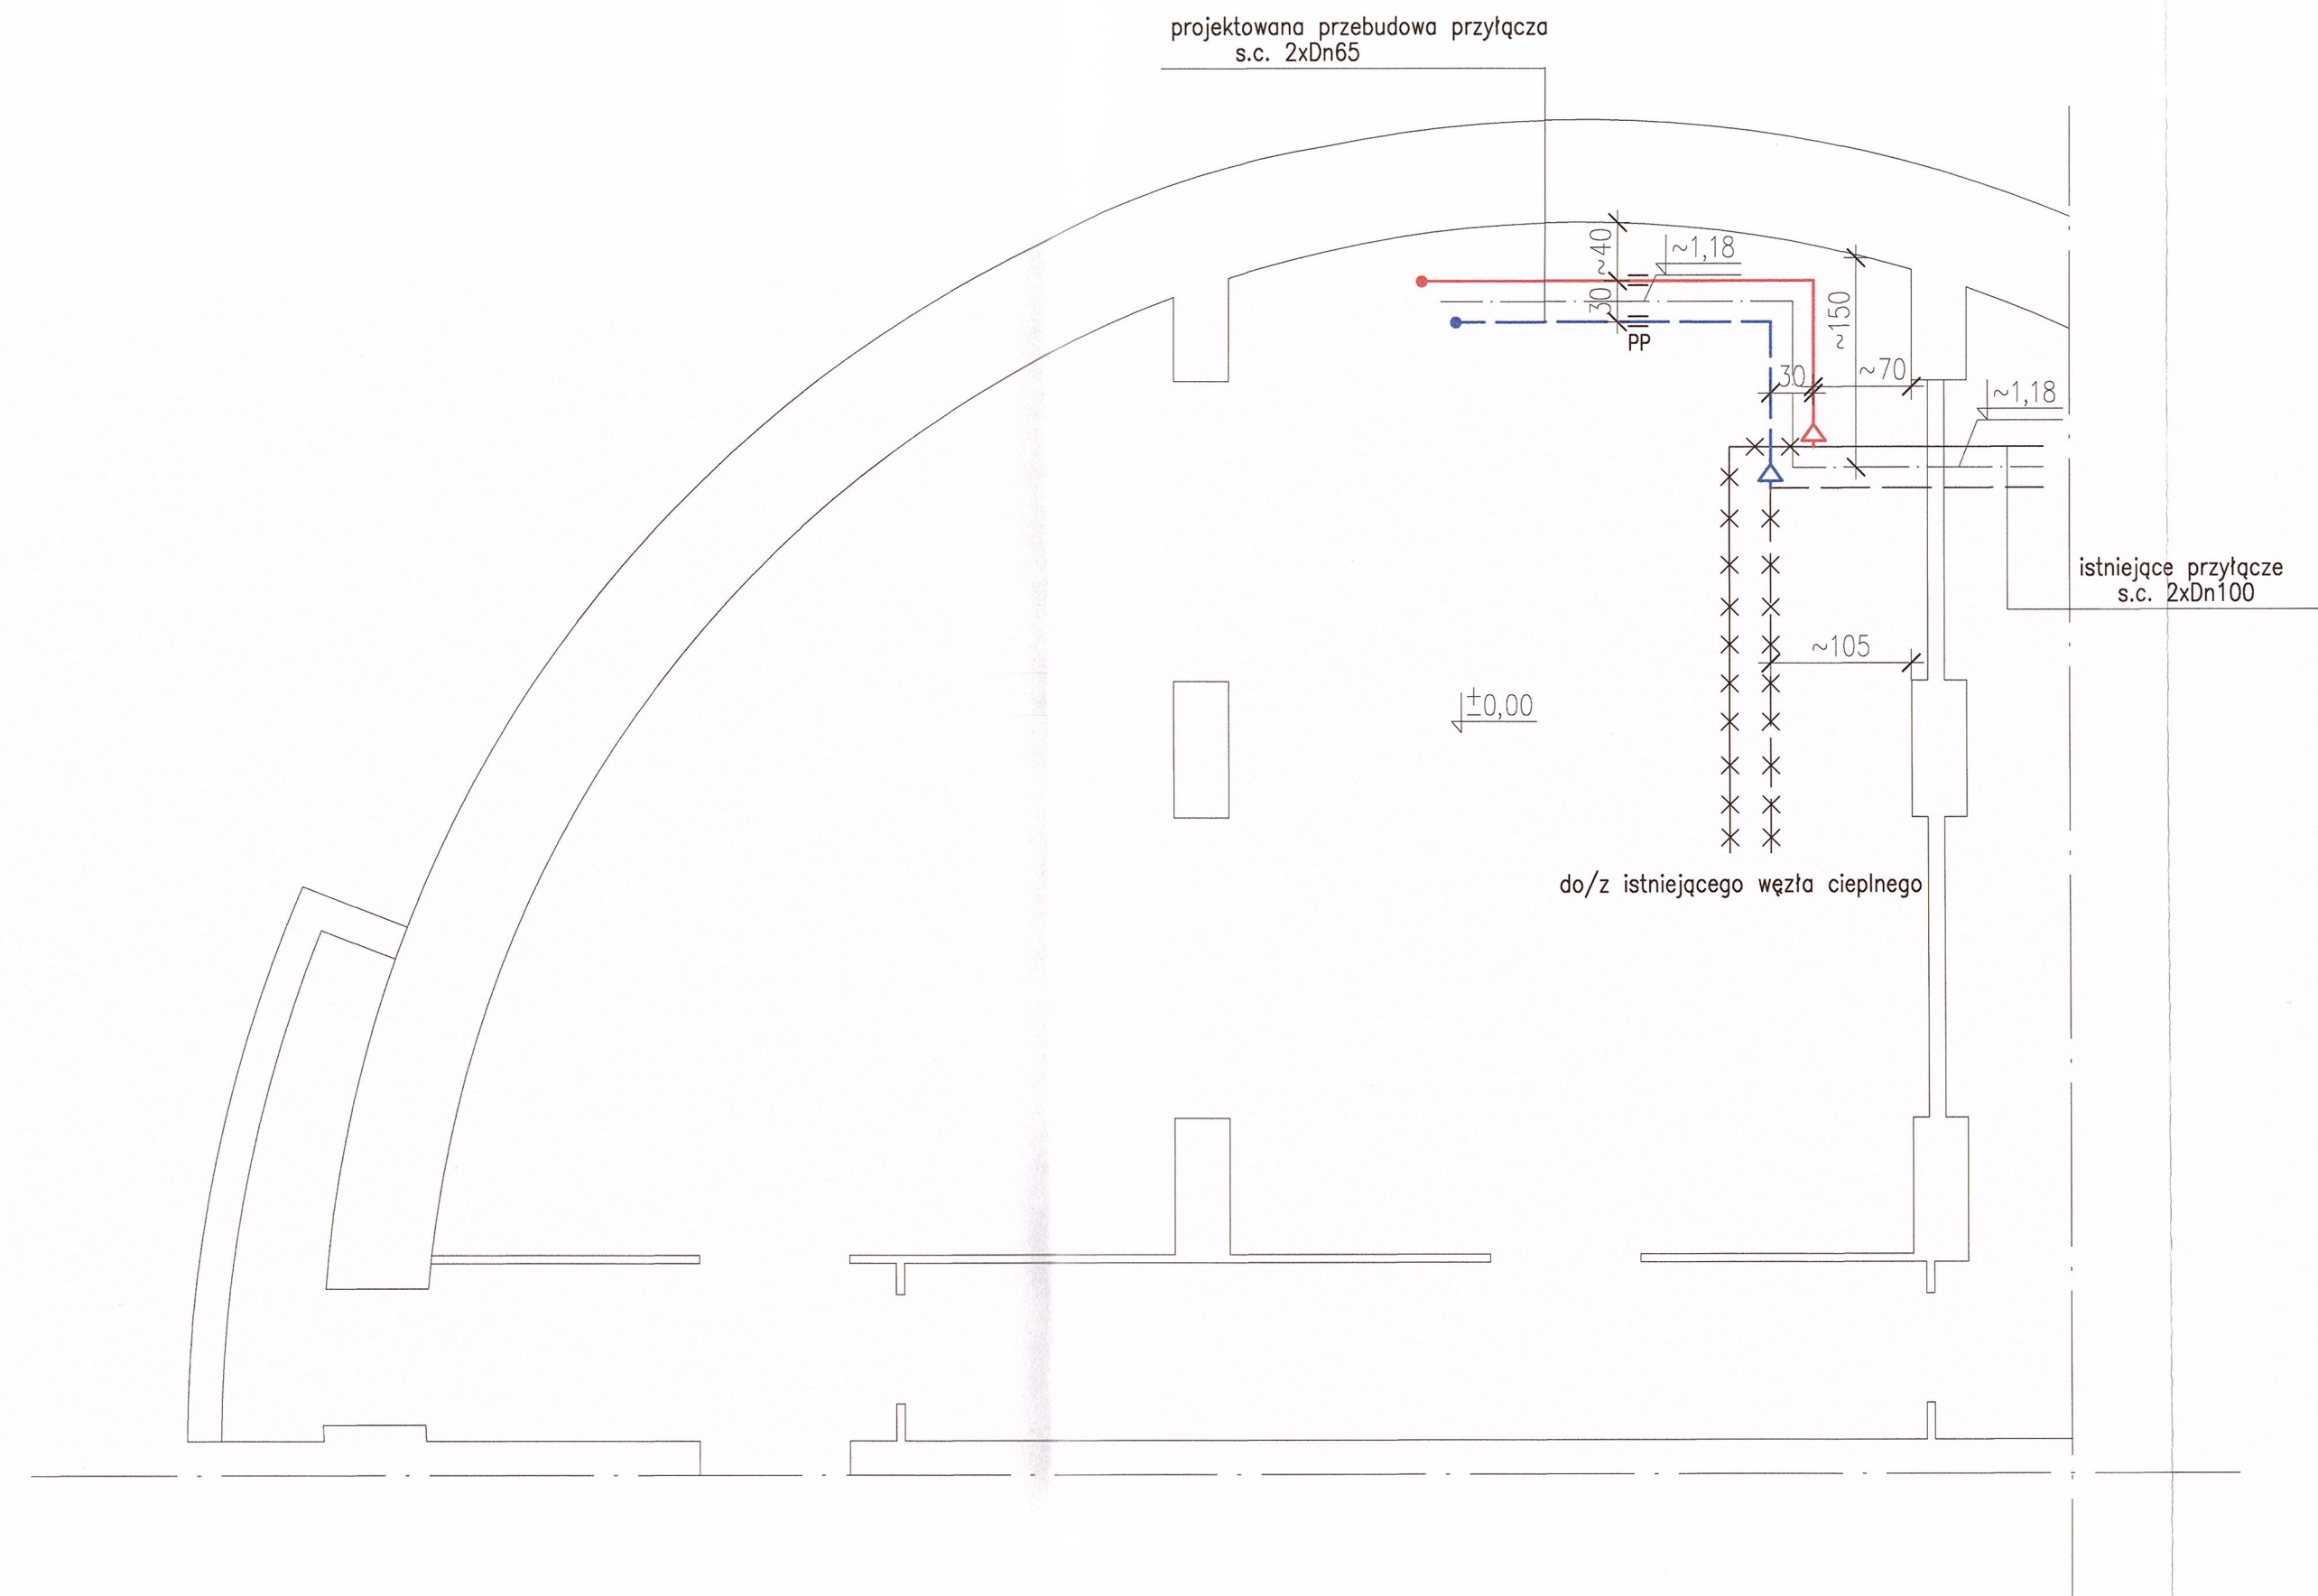 projektowana przebudowa przyłącza
s.c. 2xDn65
~40
~1,18
30
PP
~150
30
~70
~1,18
istniejące przyłącze
s.c. 2xDn100
~105
±0,00
do/z istniejącego węzła cieplnego